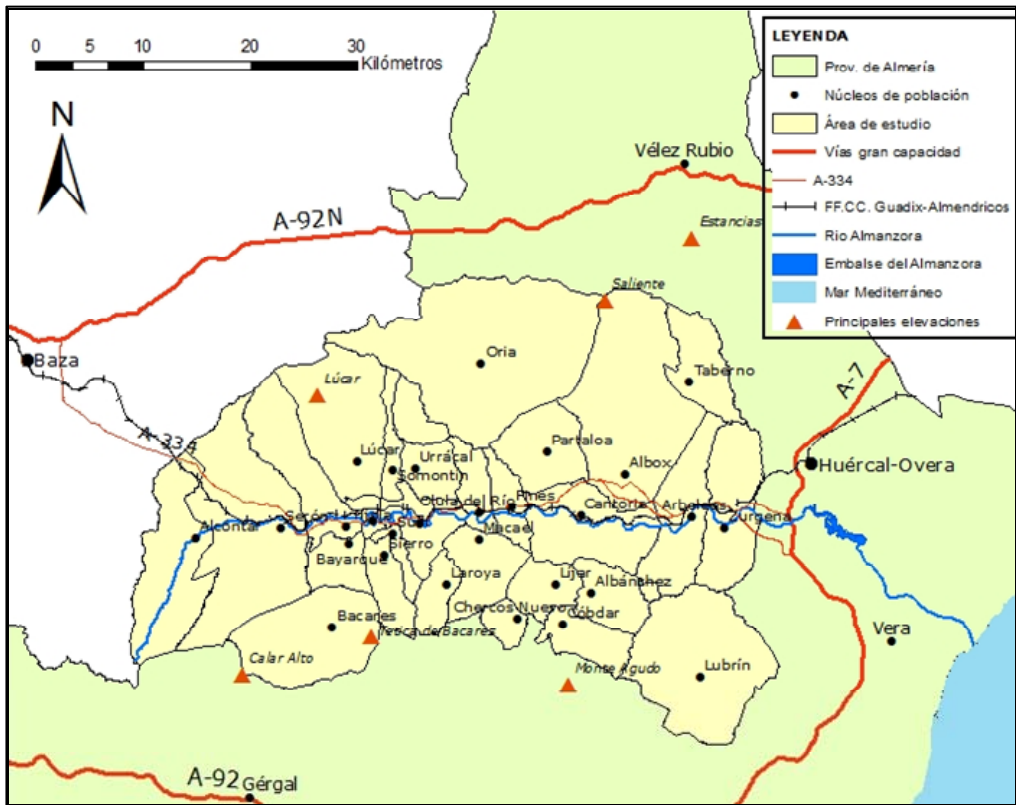 0 5 10 20 30
Kilómetros
N
LEYENDA
Prov. de Almería
Núcleos de población
Área de estudio
Vías gran capacidad
A-334
FF.CC. Guadix-Almendricos
Rio Almanzora
Embalse del Almanzora
Mar Mediterráneo
Principales elevaciones
Vélez Rubio
A-92N
Estancias
Saliente
Baza
Oria
Taberno
A-7
Lúcar
A-334
Partaloa
Lúcar
Urrácal
Somontín
Albox
Huércal-Overa
Olula del Río
Fines
Cantoria
Arboleas
Zurgena
Alcóntar
Serón
Macael
Sierro
Bayarque
Laroya
Líjar
Albánchez
Chercos Nuevo
Cóbdar
Bacares
Tetica de Bacares
Vera
Calar Alto
Monte Agudo
Lubrín
A-92
Gérgal